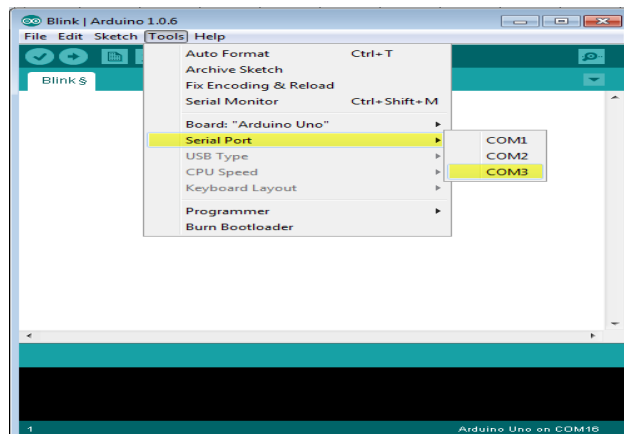 Blink | Arduino 1.0.6
File Edit Sketch Tools Help
Blink §
Auto Format Ctrl+T
Archive Sketch
Fix Encoding & Reload
Serial Monitor Ctrl+Shift+M
Board: "Arduino Uno"
Serial Port
USB Type
CPU Speed
Keyboard Layout
Programmer
Burn Bootloader
COM1
COM2
COM3
1 Arduino Uno on COM16